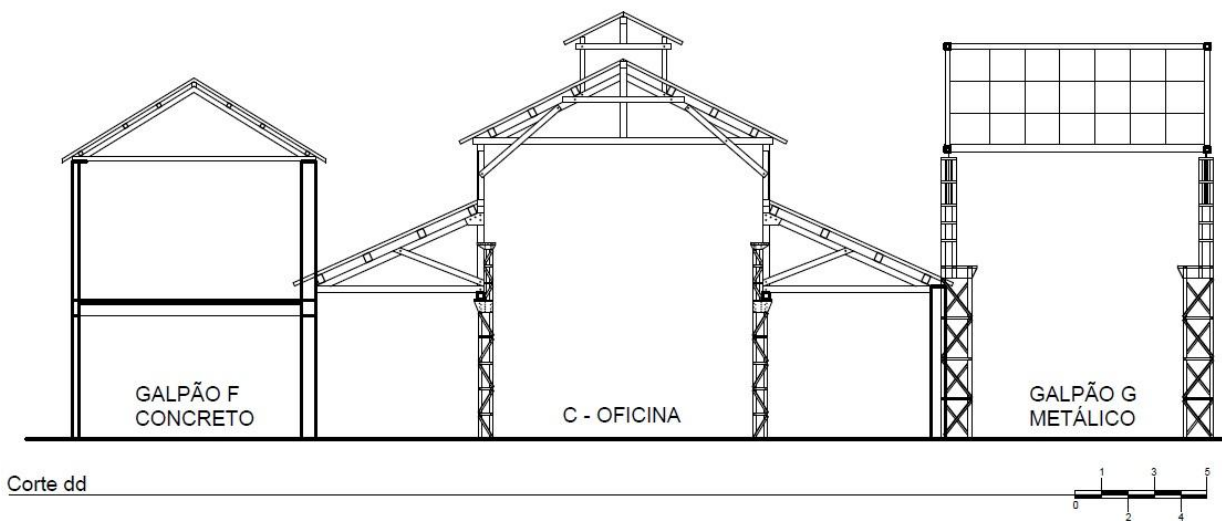 GALPÃO F
CONCRETO
C - OFICINA
GALPÃO G
METÁLICO
Corte dd
1 3 5
0 2 4